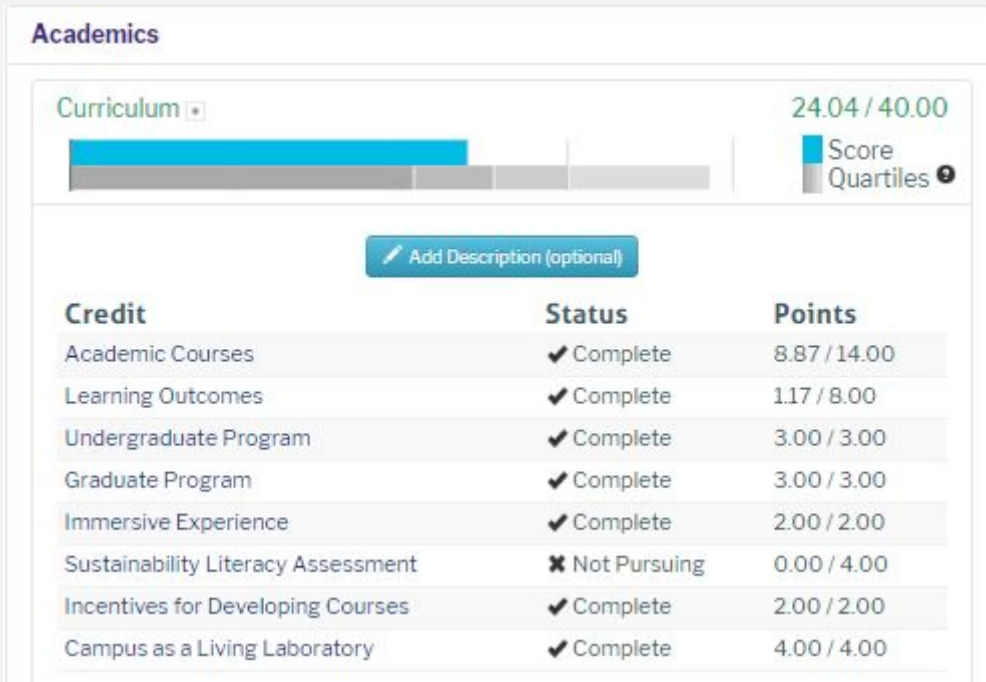 Academics
Curriculum 24.04 / 40.00
Score
Quartiles ?
Add Description (optional)
Credit Status Points
Academic Courses ✔ Complete 8.87 / 14.00
Learning Outcomes ✔ Complete 1.17 / 8.00
Undergraduate Program ✔ Complete 3.00 / 3.00
Graduate Program ✔ Complete 3.00 / 3.00
Immersive Experience ✔ Complete 2.00 / 2.00
Sustainability Literacy Assessment ✖ Not Pursuing 0.00 / 4.00
Incentives for Developing Courses ✔ Complete 2.00 / 2.00
Campus as a Living Laboratory ✔ Complete 4.00 / 4.00